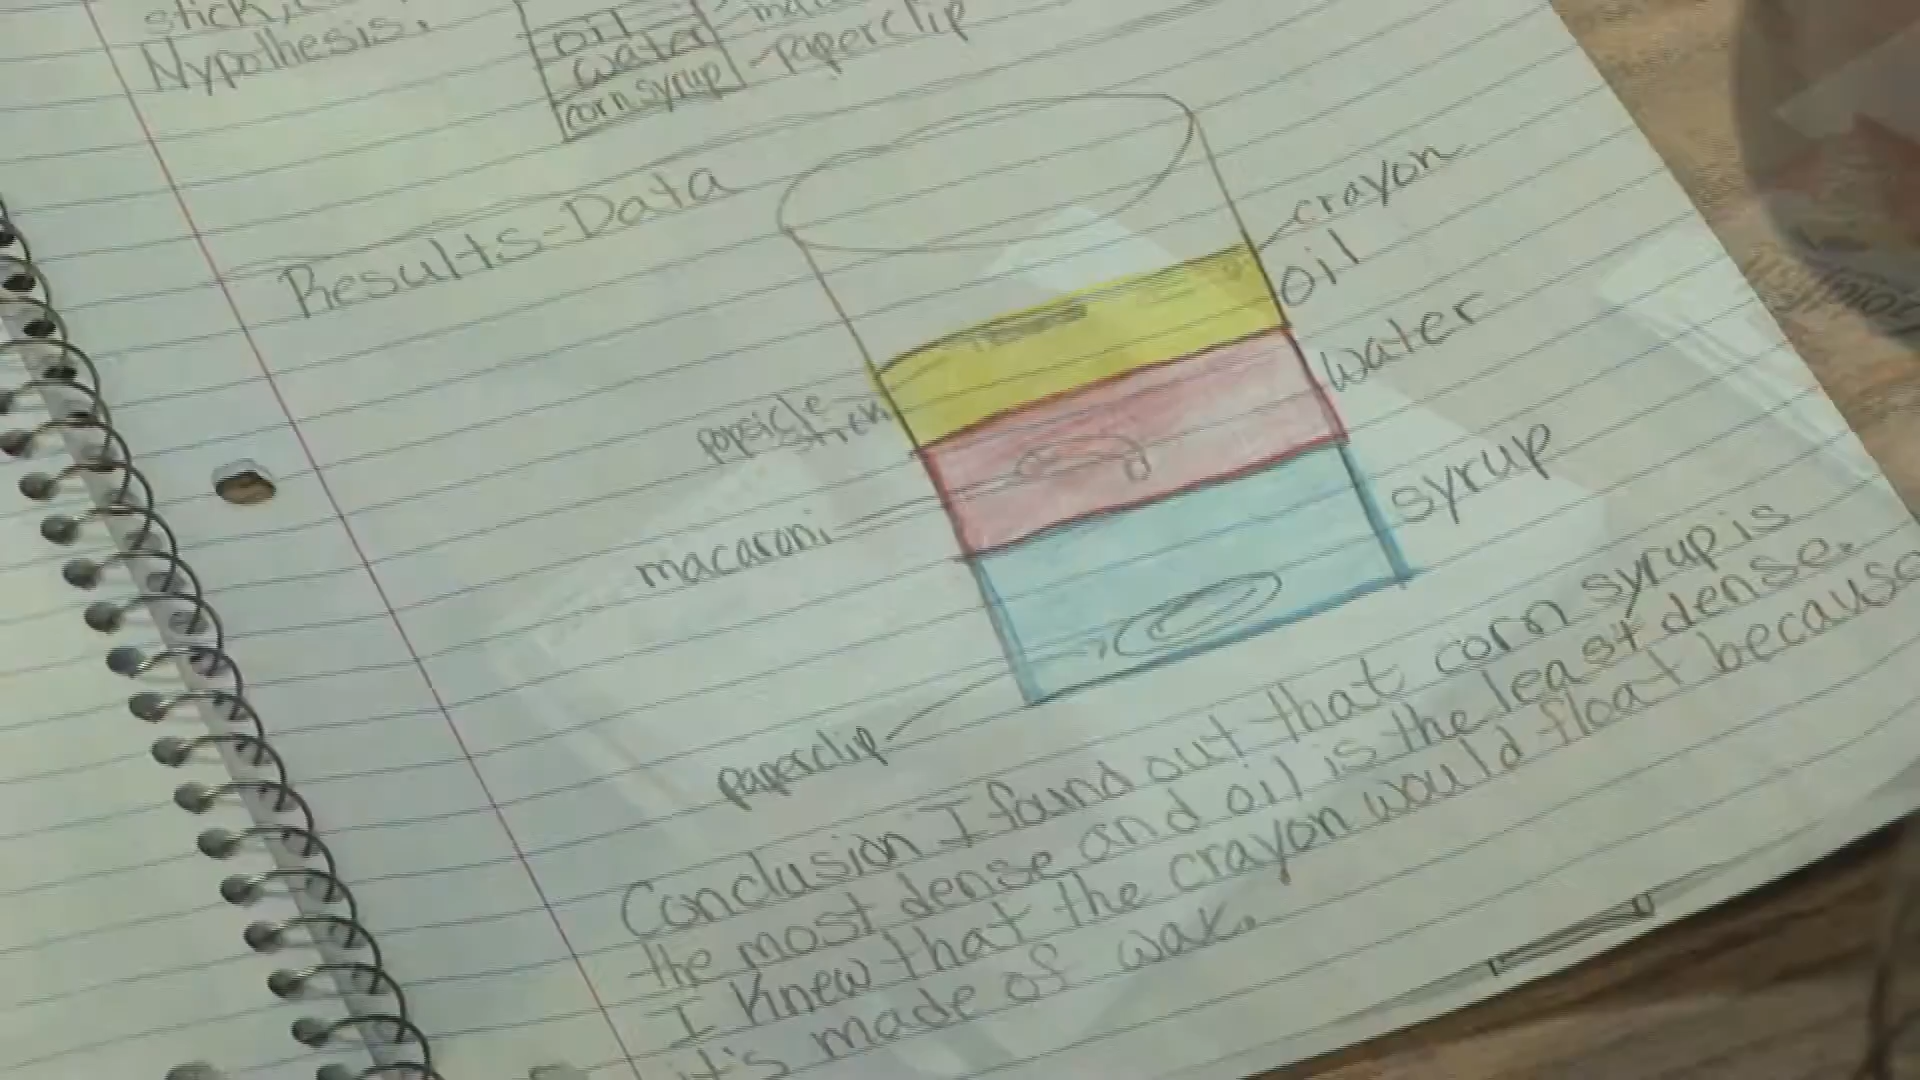 stick,
Hypothesis.
oil
water
corn syrup
paperclip
Results-Data
crayon
oil
water
popsicle
stick
syrup
macaroni
paperclip
Conclusion I found out that corn syrup is
the most dense and oil is the least dense.
I knew that the crayon would float because
it's made of wax.